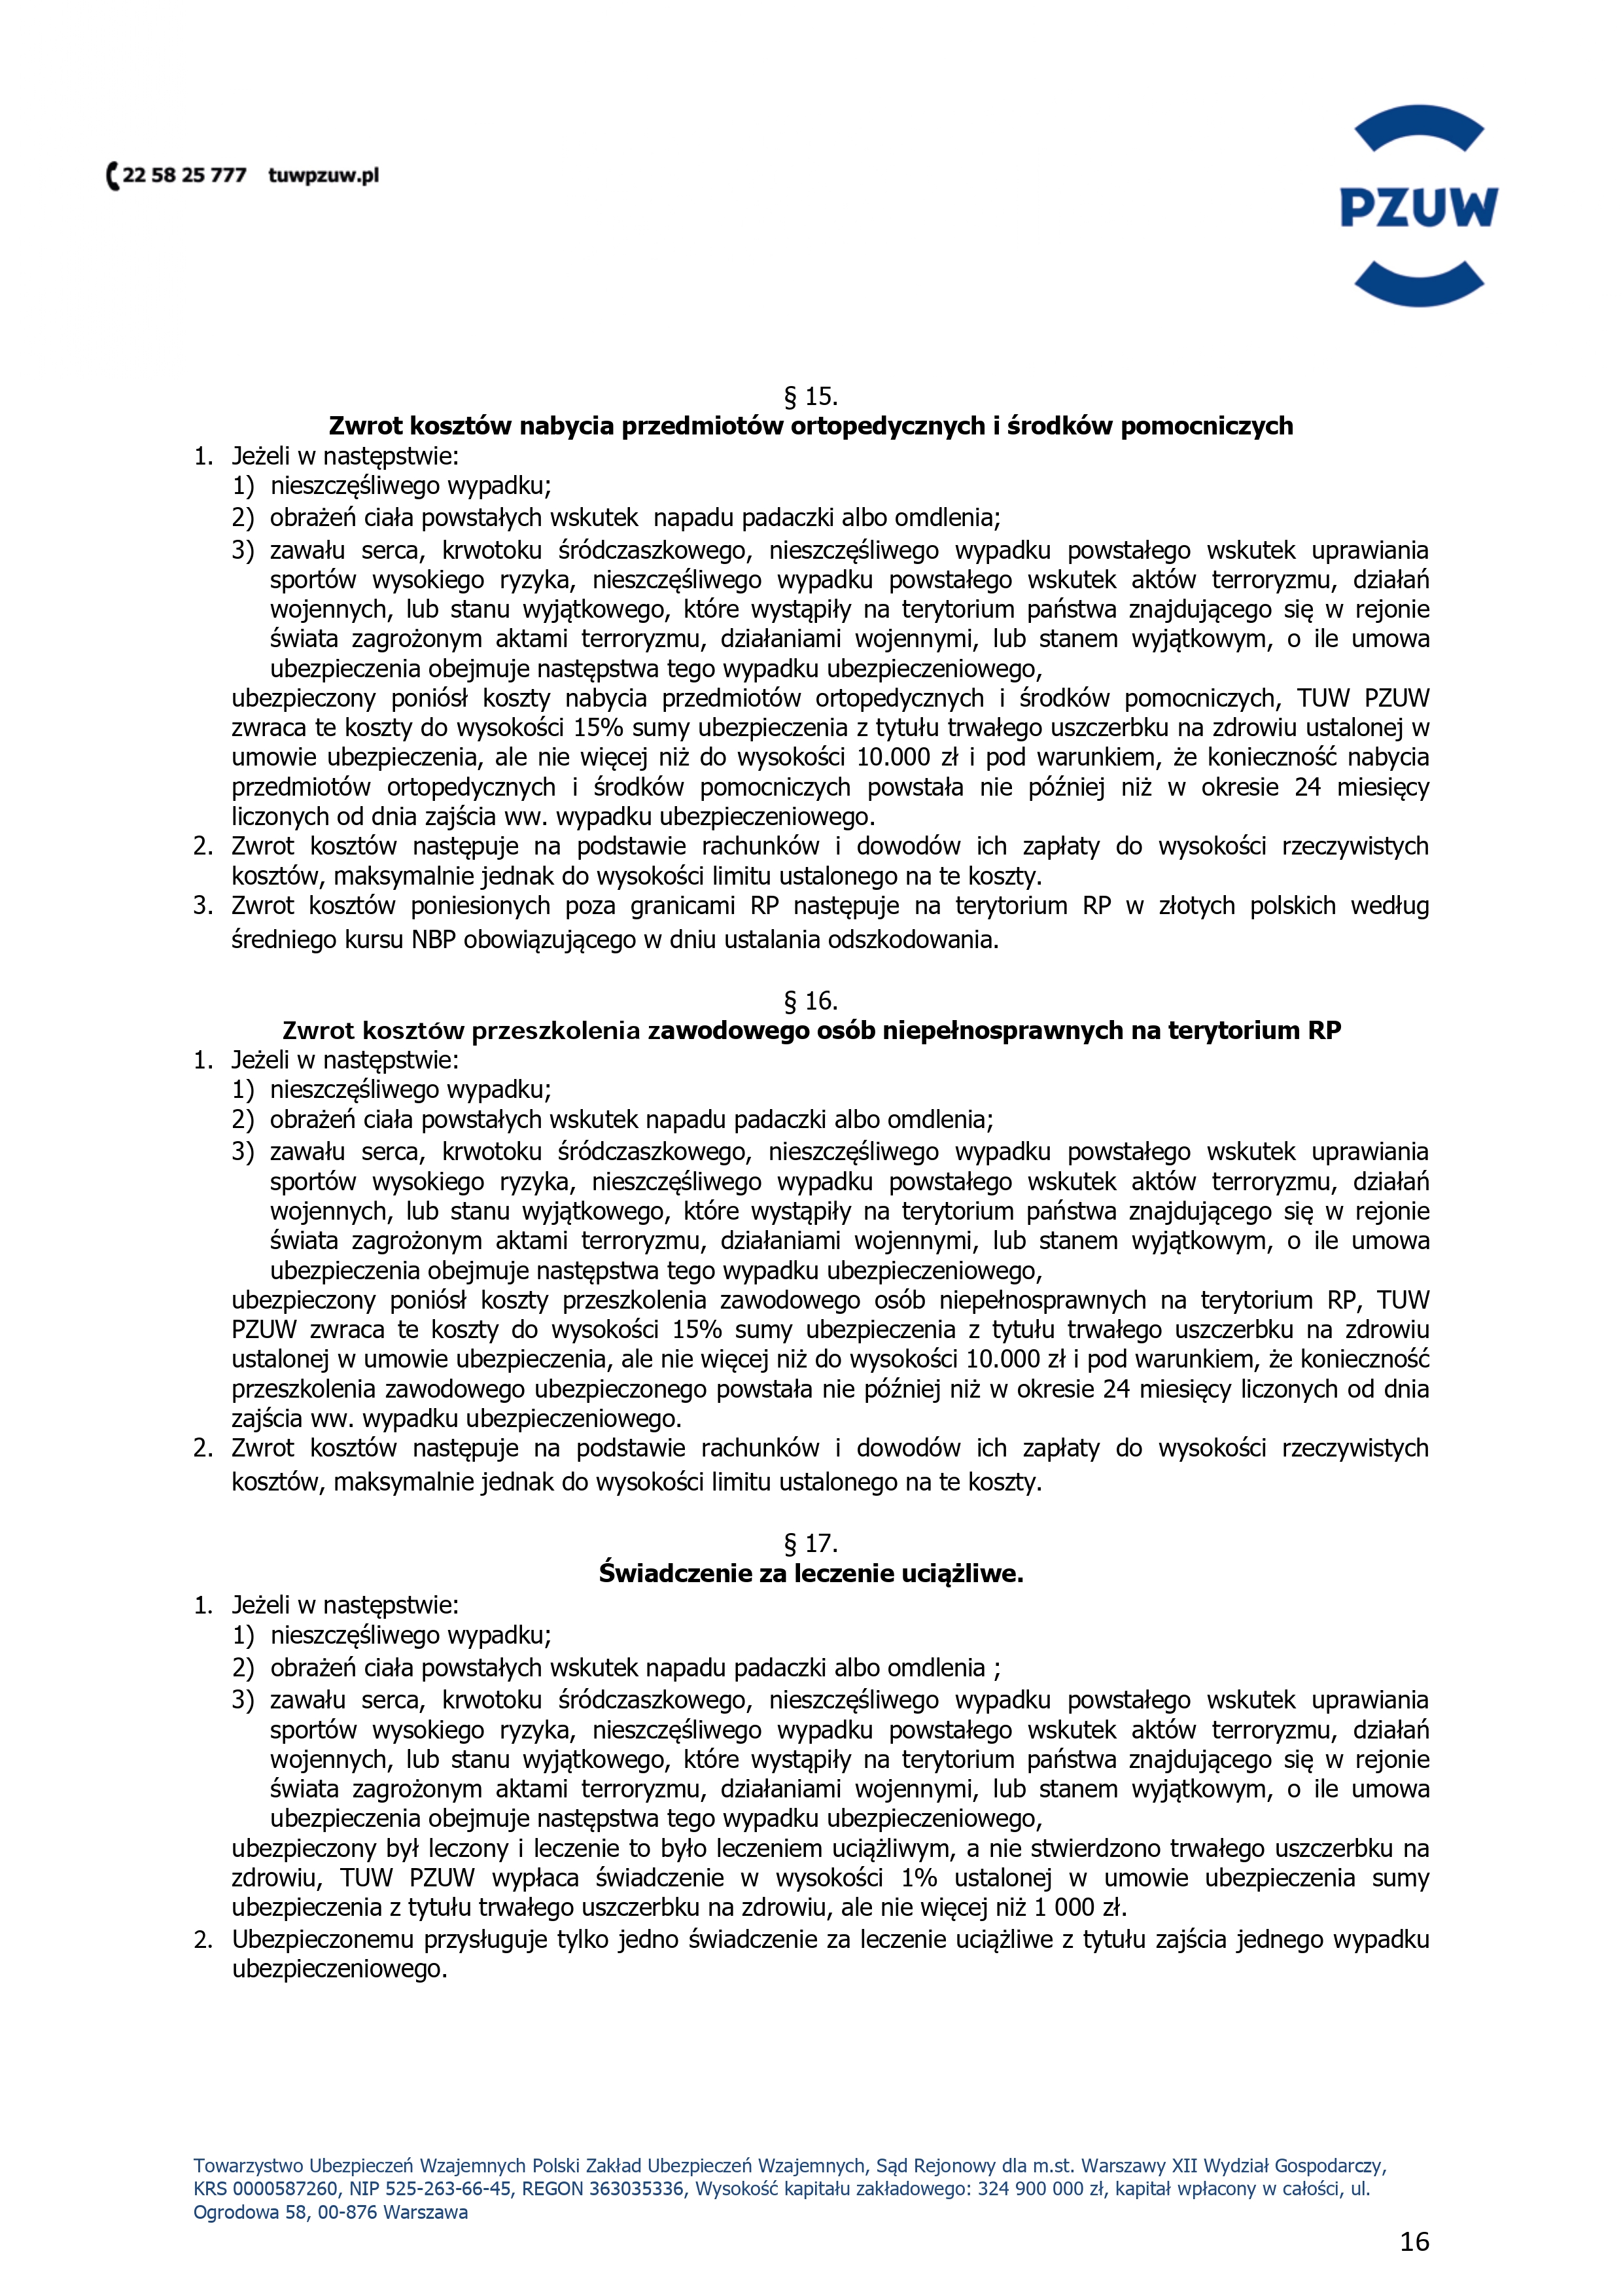 22 58 25 777 tuwpzuw.pl
PZUW
§ 15.
Zwrot kosztów nabycia przedmiotów ortopedycznych i środków pomocniczych
1. Jeżeli w następstwie:
1) nieszczęśliwego wypadku;
2) obrażeń ciała powstałych wskutek napadu padaczki albo omdlenia;
3) zawału serca, krwotoku śródczaszkowego, nieszczęśliwego wypadku powstałego wskutek uprawiania
sportów wysokiego ryzyka, nieszczęśliwego wypadku powstałego wskutek aktów terroryzmu, działań
wojennych, lub stanu wyjątkowego, które wystąpiły na terytorium państwa znajdującego się w rejonie
świata zagrożonym aktami terroryzmu, działaniami wojennymi, lub stanem wyjątkowym, o ile umowa
ubezpieczenia obejmuje następstwa tego wypadku ubezpieczeniowego,
ubezpieczony poniósł koszty nabycia przedmiotów ortopedycznych i środków pomocniczych, TUW PZUW
zwraca te koszty do wysokości 15% sumy ubezpieczenia z tytułu trwałego uszczerbku na zdrowiu ustalonej w
umowie ubezpieczenia, ale nie więcej niż do wysokości 10.000 zł i pod warunkiem, że konieczność nabycia
przedmiotów ortopedycznych i środków pomocniczych powstała nie później niż w okresie 24 miesięcy
liczonych od dnia zajścia ww. wypadku ubezpieczeniowego.
2. Zwrot kosztów następuje na podstawie rachunków i dowodów ich zapłaty do wysokości rzeczywistych
kosztów, maksymalnie jednak do wysokości limitu ustalonego na te koszty.
3. Zwrot kosztów poniesionych poza granicami RP następuje na terytorium RP w złotych polskich według
średniego kursu NBP obowiązującego w dniu ustalania odszkodowania.
§ 16.
Zwrot kosztów przeszkolenia zawodowego osób niepełnosprawnych na terytorium RP
1. Jeżeli w następstwie:
1) nieszczęśliwego wypadku;
2) obrażeń ciała powstałych wskutek napadu padaczki albo omdlenia;
3) zawału serca, krwotoku śródczaszkowego, nieszczęśliwego wypadku powstałego wskutek uprawiania
sportów wysokiego ryzyka, nieszczęśliwego wypadku powstałego wskutek aktów terroryzmu, działań
wojennych, lub stanu wyjątkowego, które wystąpiły na terytorium państwa znajdującego się w rejonie
świata zagrożonym aktami terroryzmu, działaniami wojennymi, lub stanem wyjątkowym, o ile umowa
ubezpieczenia obejmuje następstwa tego wypadku ubezpieczeniowego,
ubezpieczony poniósł koszty przeszkolenia zawodowego osób niepełnosprawnych na terytorium RP, TUW
PZUW zwraca te koszty do wysokości 15% sumy ubezpieczenia z tytułu trwałego uszczerbku na zdrowiu
ustalonej w umowie ubezpieczenia, ale nie więcej niż do wysokości 10.000 zł i pod warunkiem, że konieczność
przeszkolenia zawodowego ubezpieczonego powstała nie później niż w okresie 24 miesięcy liczonych od dnia
zajścia ww. wypadku ubezpieczeniowego.
2. Zwrot kosztów następuje na podstawie rachunków i dowodów ich zapłaty do wysokości rzeczywistych
kosztów, maksymalnie jednak do wysokości limitu ustalonego na te koszty.
§ 17.
Świadczenie za leczenie uciążliwe.
1. Jeżeli w następstwie:
1) nieszczęśliwego wypadku;
2) obrażeń ciała powstałych wskutek napadu padaczki albo omdlenia ;
3) zawału serca, krwotoku śródczaszkowego, nieszczęśliwego wypadku powstałego wskutek uprawiania
sportów wysokiego ryzyka, nieszczęśliwego wypadku powstałego wskutek aktów terroryzmu, działań
wojennych, lub stanu wyjątkowego, które wystąpiły na terytorium państwa znajdującego się w rejonie
świata zagrożonym aktami terroryzmu, działaniami wojennymi, lub stanem wyjątkowym, o ile umowa
ubezpieczenia obejmuje następstwa tego wypadku ubezpieczeniowego,
ubezpieczony był leczony i leczenie to było leczeniem uciążliwym, a nie stwierdzono trwałego uszczerbku na
zdrowiu, TUW PZUW wypłaca świadczenie w wysokości 1% ustalonej w umowie ubezpieczenia sumy
ubezpieczenia z tytułu trwałego uszczerbku na zdrowiu, ale nie więcej niż 1 000 zł.
2. Ubezpieczonemu przysługuje tylko jedno świadczenie za leczenie uciążliwe z tytułu zajścia jednego wypadku
ubezpieczeniowego.
Towarzystwo Ubezpieczeń Wzajemnych Polski Zakład Ubezpieczeń Wzajemnych, Sąd Rejonowy dla m.st. Warszawy XII Wydział Gospodarczy,
KRS 0000587260, NIP 525-263-66-45, REGON 363035336, Wysokość kapitału zakładowego: 324 900 000 zł, kapitał wpłacony w całości, ul.
Ogrodowa 58, 00-876 Warszawa
16